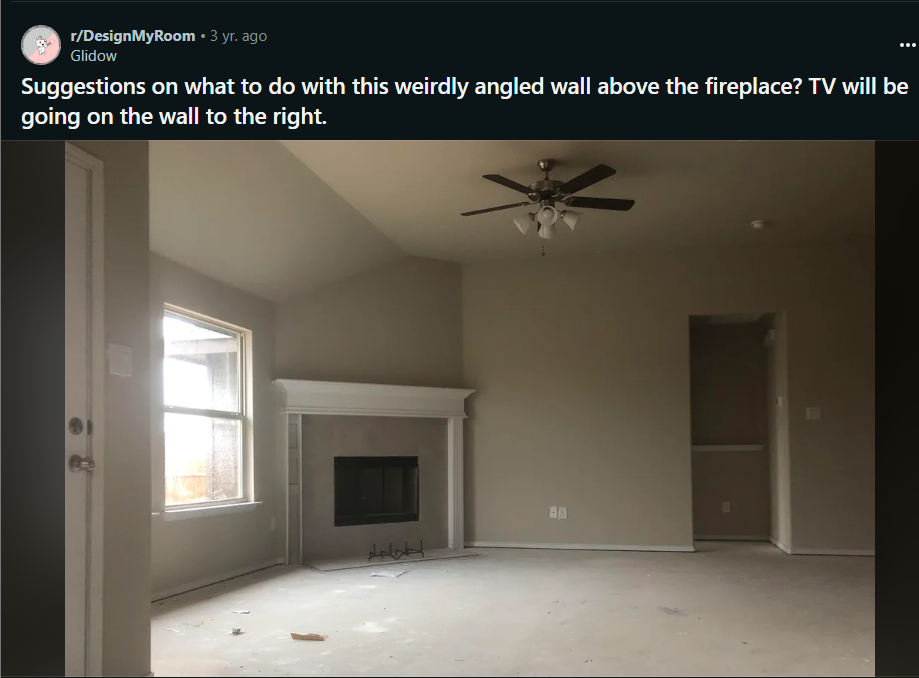 r/DesignMyRoom • 3 yr. ago
Glidow
Suggestions on what to do with this weirdly angled wall above the fireplace? TV will be
going on the wall to the right.